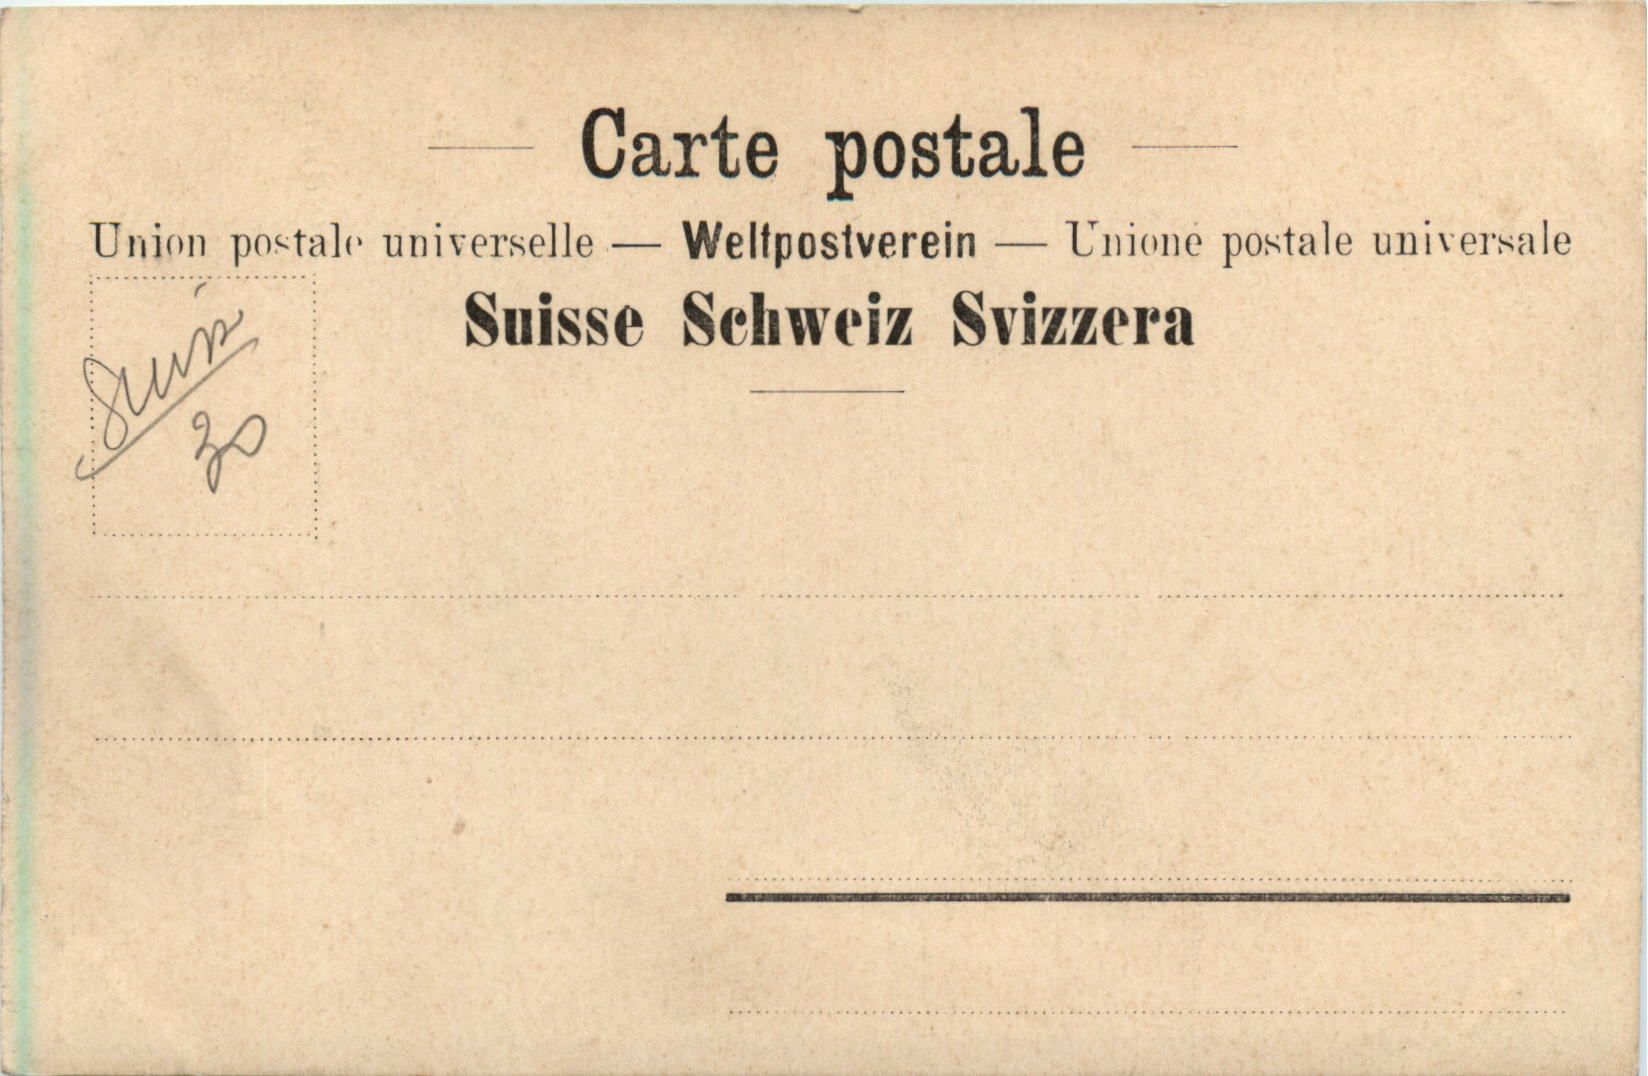 Carte postale
Union postale universelle — Weltpostverein — Unione postale universale
Suisse Schweiz Svizzera
30